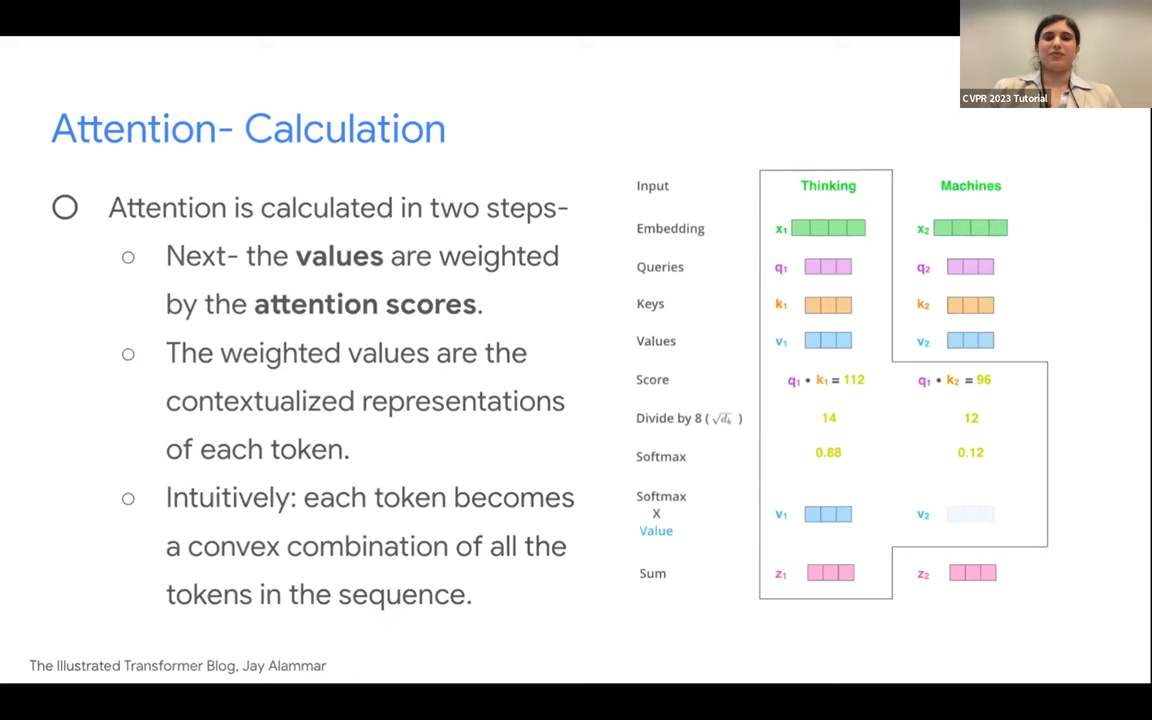 CVPR 2023 Tutorial
Attention- Calculation
Attention is calculated in two steps-
Next- the values are weighted
by the attention scores.
The weighted values are the
contextualized representations
of each token.
Intuitively: each token becomes
a convex combination of all the
tokens in the sequence.
Input Thinking Machines
Embedding x₁ x₂
Queries q₁ q₂
Keys k₁ k₂
Values v₁ v₂
Score q₁ • k₁ = 112 q₁ • k₂ = 96
Divide by 8 ( √dₖ ) 14 12
Softmax 0.88 0.12
Softmax
X
Value v₁ v₂
Sum z₁ z₂
The Illustrated Transformer Blog, Jay Alammar